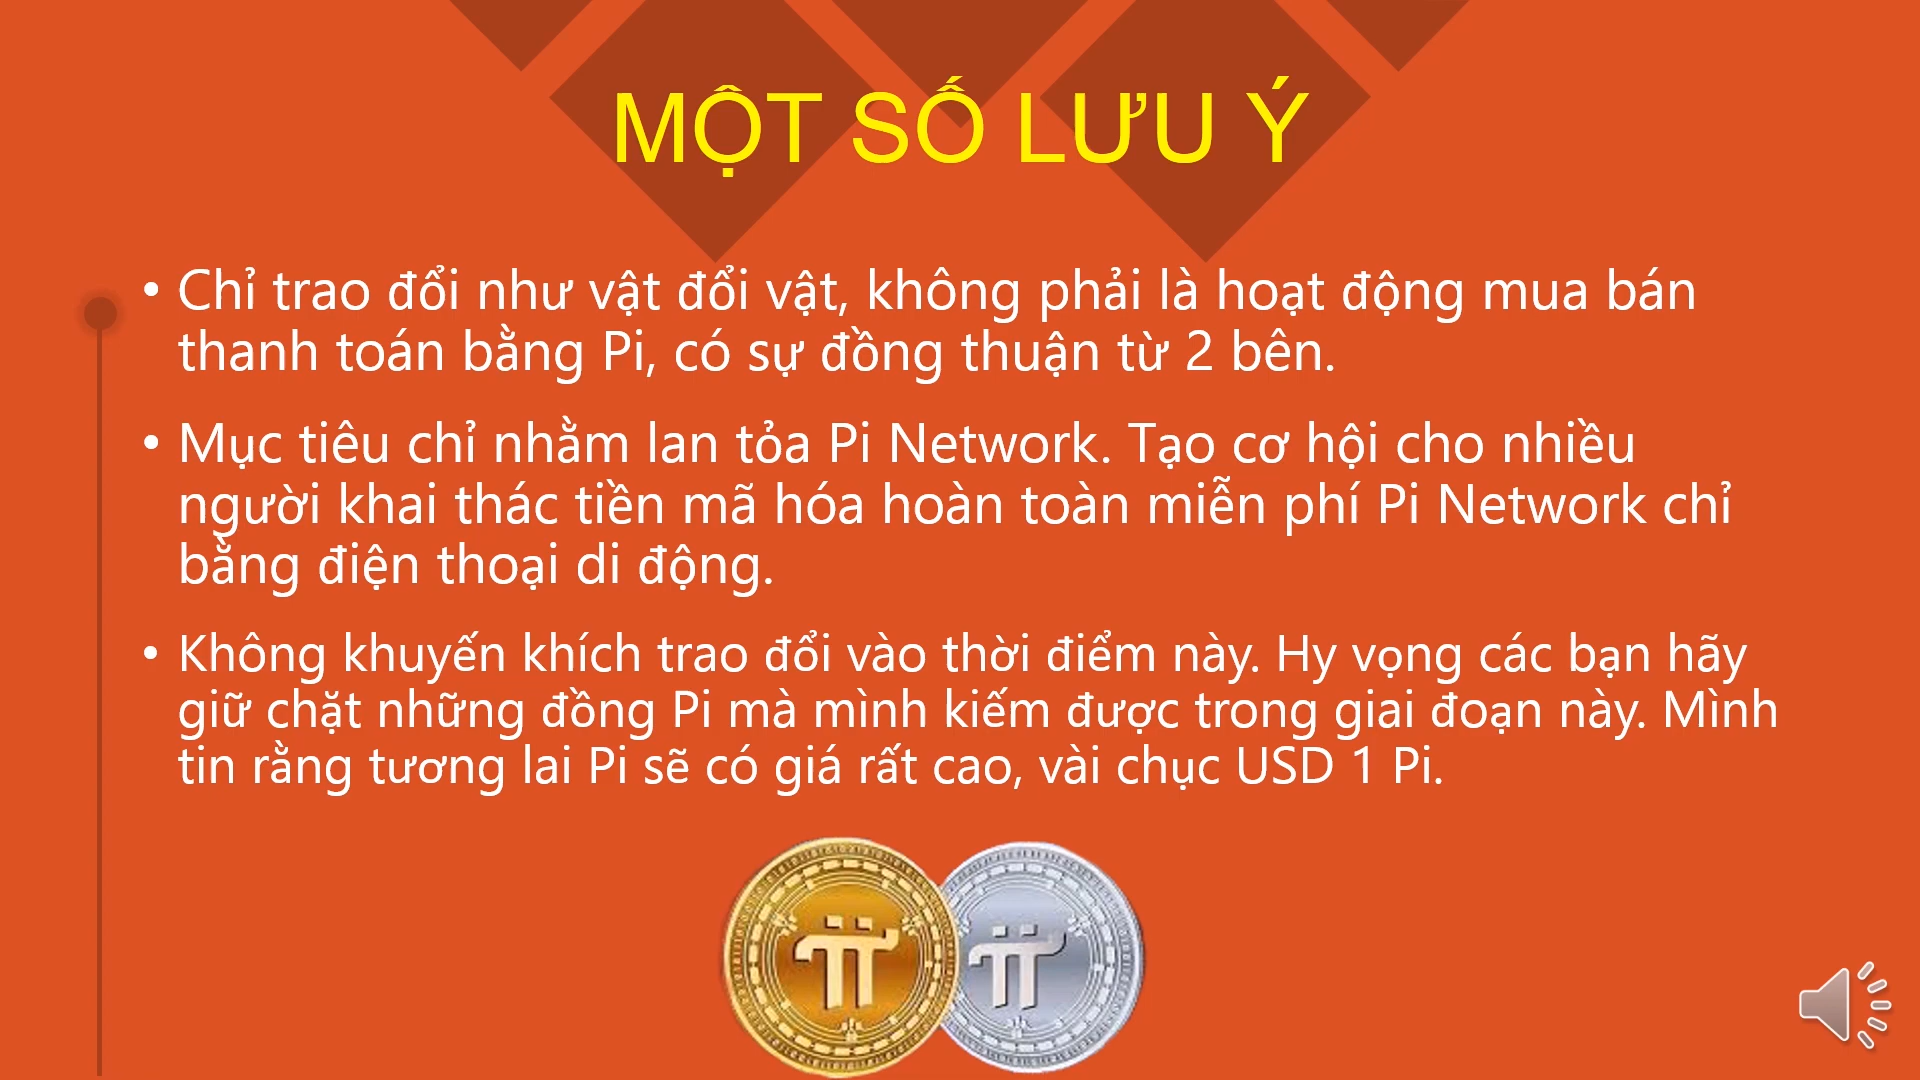 MỘT SỐ LƯU Ý
• Chỉ trao đổi như vật đổi vật, không phải là hoạt động mua bán
thanh toán bằng Pi, có sự đồng thuận từ 2 bên.
• Mục tiêu chỉ nhằm lan tỏa Pi Network. Tạo cơ hội cho nhiều
người khai thác tiền mã hóa hoàn toàn miễn phí Pi Network chỉ
bằng điện thoại di động.
• Không khuyến khích trao đổi vào thời điểm này. Hy vọng các bạn hãy
giữ chặt những đồng Pi mà mình kiếm được trong giai đoạn này. Mình
tin rằng tương lai Pi sẽ có giá rất cao, vài chục USD 1 Pi.